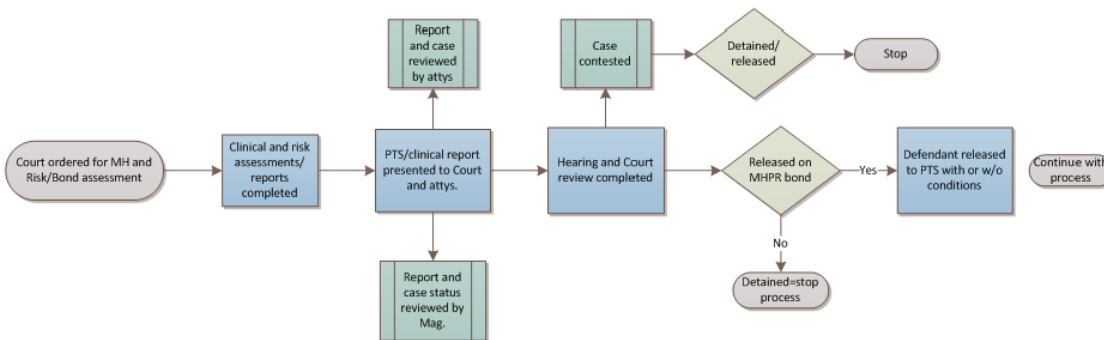 Report
and case
reviewed
by attys
Case
contested
Detained/
released
Stop
Court ordered for MH and
Risk/Bond assessment
Clinical and risk
assessments/
reports
completed
PTS/clinical report
presented to Court
and attys.
Hearing and Court
review completed
Released on
MHPR bond
Yes
Defendant released
to PTS with or w/o
conditions
Continue with
process
No
Detained=stop
process
Report and
case status
reviewed by
Mag.